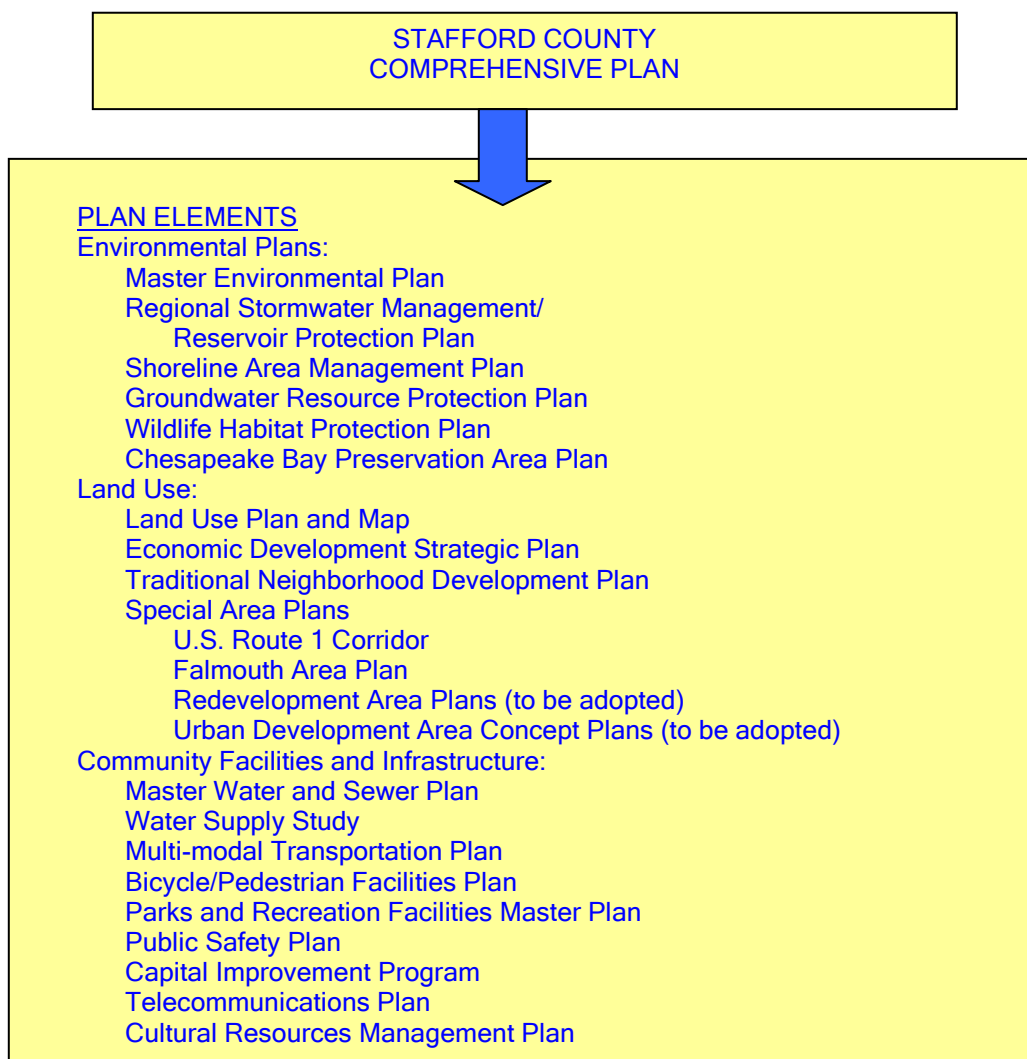 STAFFORD COUNTY
COMPREHENSIVE PLAN
PLAN ELEMENTS
Environmental Plans:
Master Environmental Plan
Regional Stormwater Management/
Reservoir Protection Plan
Shoreline Area Management Plan
Groundwater Resource Protection Plan
Wildlife Habitat Protection Plan
Chesapeake Bay Preservation Area Plan
Land Use:
Land Use Plan and Map
Economic Development Strategic Plan
Traditional Neighborhood Development Plan
Special Area Plans
U.S. Route 1 Corridor
Falmouth Area Plan
Redevelopment Area Plans (to be adopted)
Urban Development Area Concept Plans (to be adopted)
Community Facilities and Infrastructure:
Master Water and Sewer Plan
Water Supply Study
Multi-modal Transportation Plan
Bicycle/Pedestrian Facilities Plan
Parks and Recreation Facilities Master Plan
Public Safety Plan
Capital Improvement Program
Telecommunications Plan
Cultural Resources Management Plan